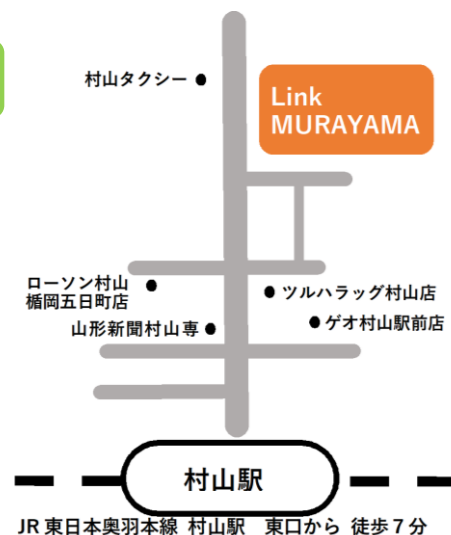 村山タクシー
Link
MURAYAMA
ローソン村山
楯岡五日町店
ツルハラッグ村山店
山形新聞村山専
ゲオ村山駅前店
村山駅
JR東日本奥羽本線 村山駅 東口から 徒歩7分